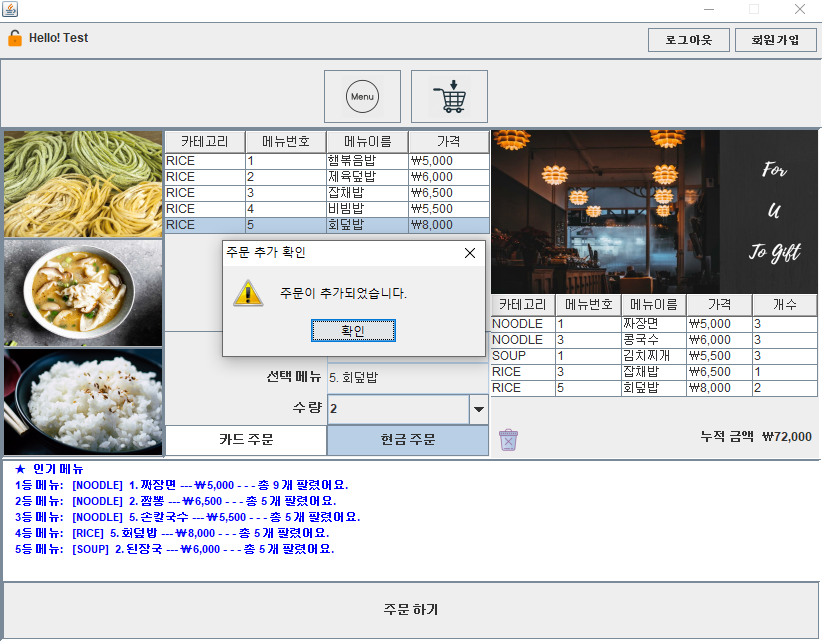 Hello! Test
로그아웃 회원가입
Menu
카테고리 메뉴번호 메뉴이름 가격
RICE 1 햄볶음밥 ₩5,000
RICE 2 제육덮밥 ₩6,000
RICE 3 잡채밥 ₩6,500
RICE 4 비빔밥 ₩5,500
RICE 5 회덮밥 ₩8,000
주문 추가 확인
주문이 추가되었습니다.
확인
선택 메뉴 5. 회덮밥
수량 2
카드 주문 현금 주문
For
U
To Gift
카테고리 메뉴번호 메뉴이름 가격 개수
NOODLE 1 짜장면 ₩5,000 3
NOODLE 3 콩국수 ₩6,000 3
SOUP 1 김치찌개 ₩5,500 3
RICE 3 잡채밥 ₩6,500 1
RICE 5 회덮밥 ₩8,000 2
누적 금액 ₩72,000
★ 인기 메뉴
1등 메뉴: [NOODLE] 1. 짜장면 --- ₩5,000 - - - 총 9 개 팔렸어요.
2등 메뉴: [NOODLE] 2. 짬뽕 --- ₩6,500 - - - 총 5 개 팔렸어요.
3등 메뉴: [NOODLE] 5. 손칼국수 --- ₩5,500 - - - 총 5 개 팔렸어요.
4등 메뉴: [RICE] 5. 회덮밥 --- ₩8,000 - - - 총 5 개 팔렸어요.
5등 메뉴: [SOUP] 2. 된장국 --- ₩6,000 - - - 총 5 개 팔렸어요.
주문 하기